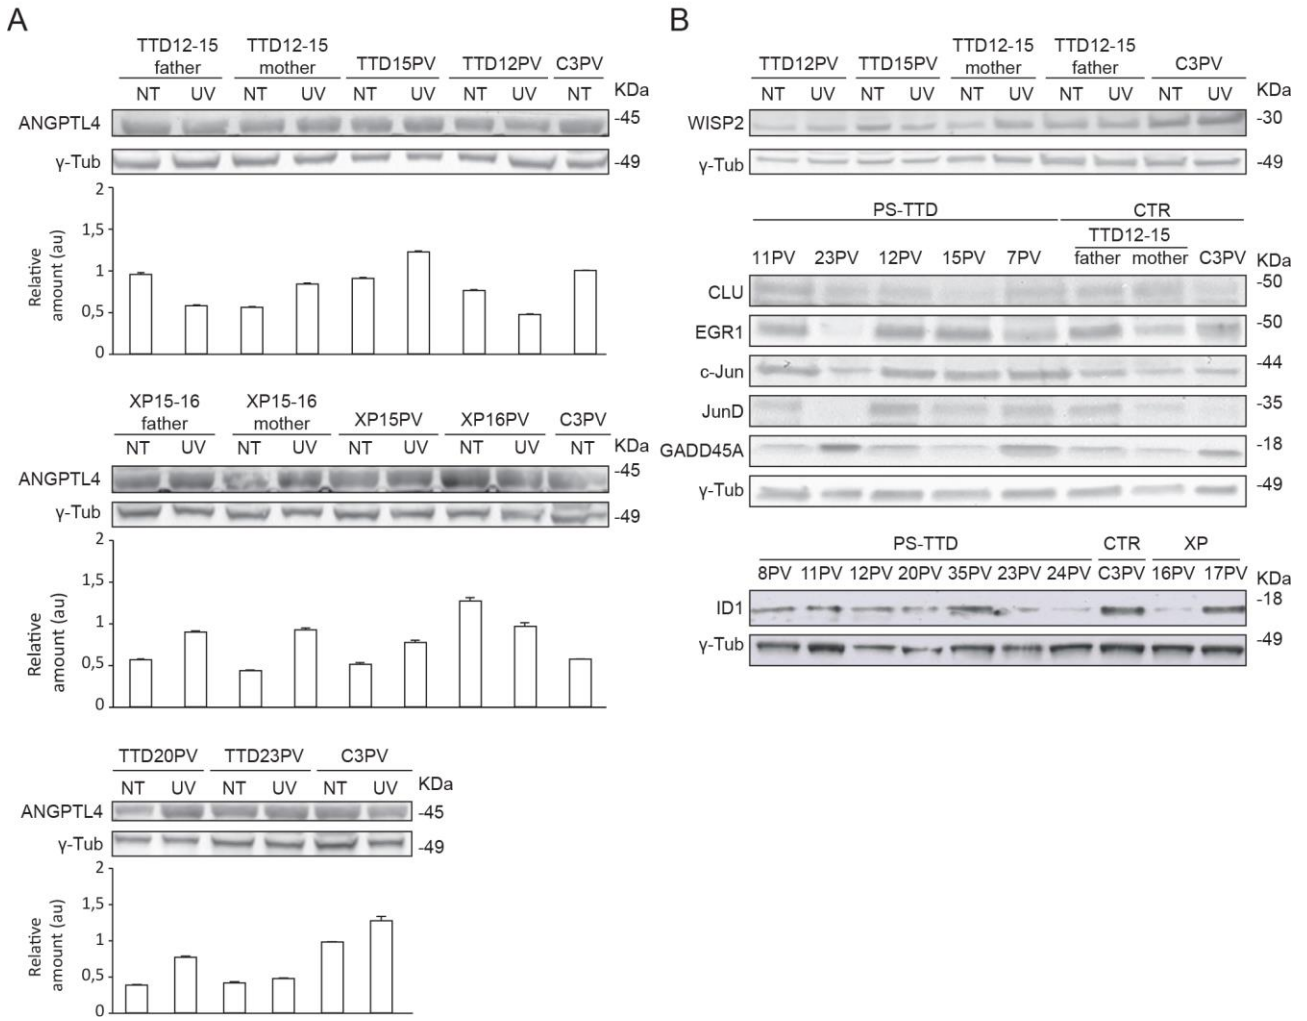 A
TTD12-15 father TTD12-15 mother TTD15PV TTD12PV C3PV
NT UV NT UV NT UV NT UV NT KDa
ANGPTL4 -45
γ-Tub -49
2
1,5
1
0,5
0
Relative amount (au)
XP15-16 father XP15-16 mother XP15PV XP16PV C3PV
NT UV NT UV NT UV NT UV NT KDa
ANGPTL4 -45
γ-Tub -49
2
1,5
1
0,5
0
Relative amount (au)
TTD20PV TTD23PV C3PV
NT UV NT UV NT UV KDa
ANGPTL4 -45
γ-Tub -49
2
1,5
1
0,5
0
Relative amount (au)
B
TTD12PV TTD15PV TTD12-15 mother TTD12-15 father C3PV
NT UV NT UV NT UV NT UV NT UV KDa
WISP2 -30
γ-Tub -49
PS-TTD CTR
TTD12-15
11PV 23PV 12PV 15PV 7PV father mother C3PV KDa
CLU -50
EGR1 -50
c-Jun -44
JunD -35
GADD45A -18
γ-Tub -49
PS-TTD CTR XP
8PV 11PV 12PV 20PV 35PV 23PV 24PV C3PV 16PV 17PV KDa
ID1 -18
γ-Tub -49